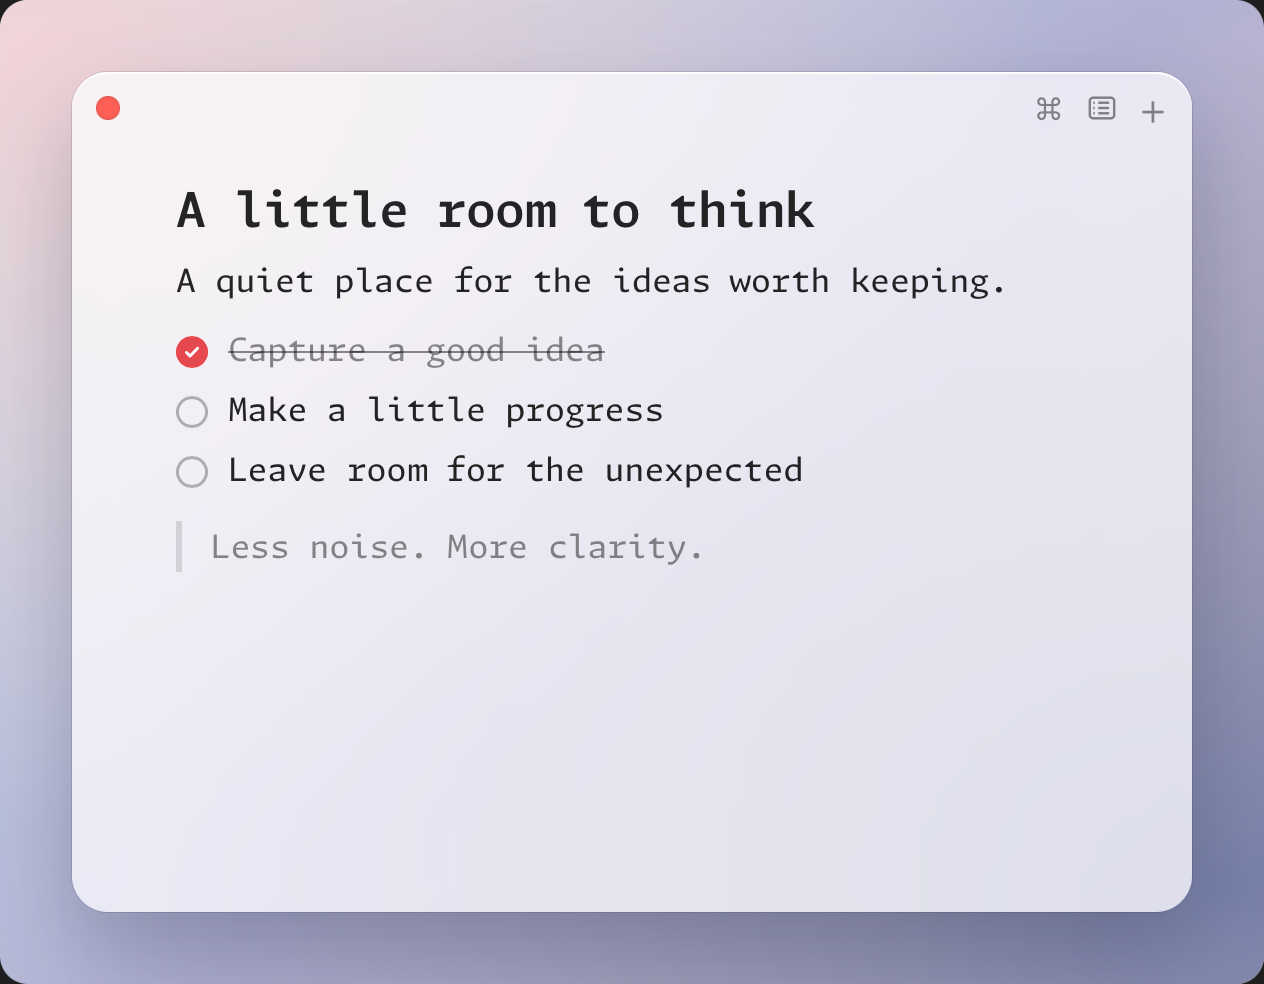 A little room to think
A quiet place for the ideas worth keeping.
Capture a good idea
Make a little progress
Leave room for the unexpected
Less noise. More clarity.